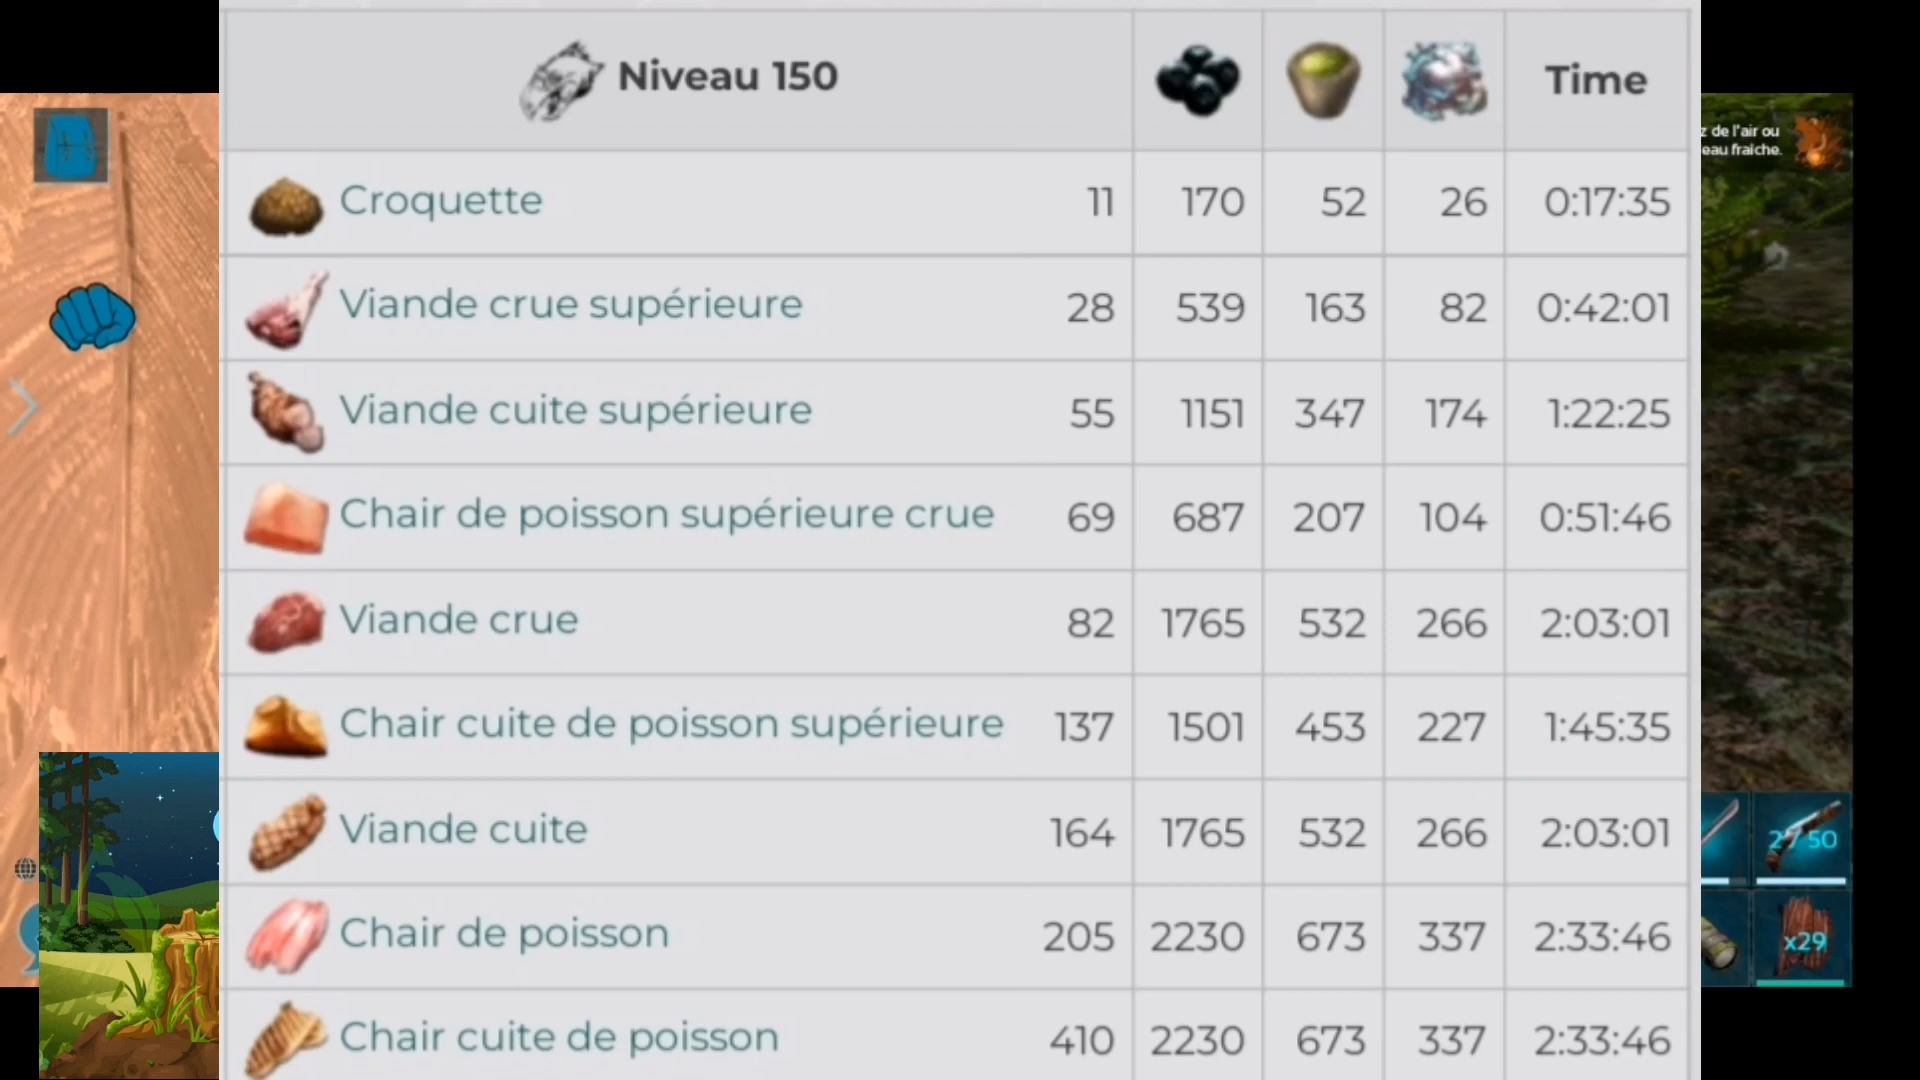 Niveau 150 Time
z de l'air ou
eau fraîche.
Croquette 11 170 52 26 0:17:35
Viande crue supérieure 28 539 163 82 0:42:01
Viande cuite supérieure 55 1151 347 174 1:22:25
Chair de poisson supérieure crue 69 687 207 104 0:51:46
Viande crue 82 1765 532 266 2:03:01
Chair cuite de poisson supérieure 137 1501 453 227 1:45:35
Viande cuite 164 1765 532 266 2:03:01
50
Chair de poisson 205 2230 673 337 2:33:46
x29
Chair cuite de poisson 410 2230 673 337 2:33:46